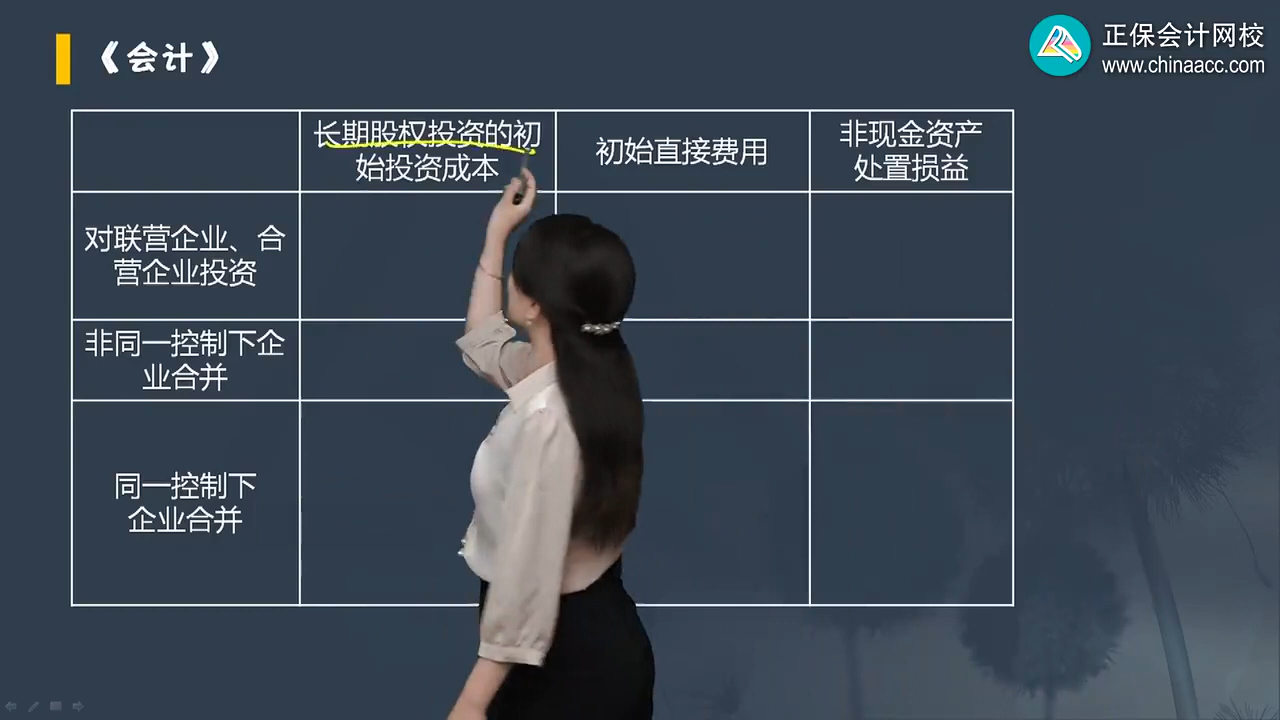 《会计》
正保会计网校
www.chinaacc.com
长期股权投资的初
始投资成本
初始直接费用
非现金资产
处置损益
对联营企业、合
营企业投资
非同一控制下企
业合并
同一控制下
企业合并